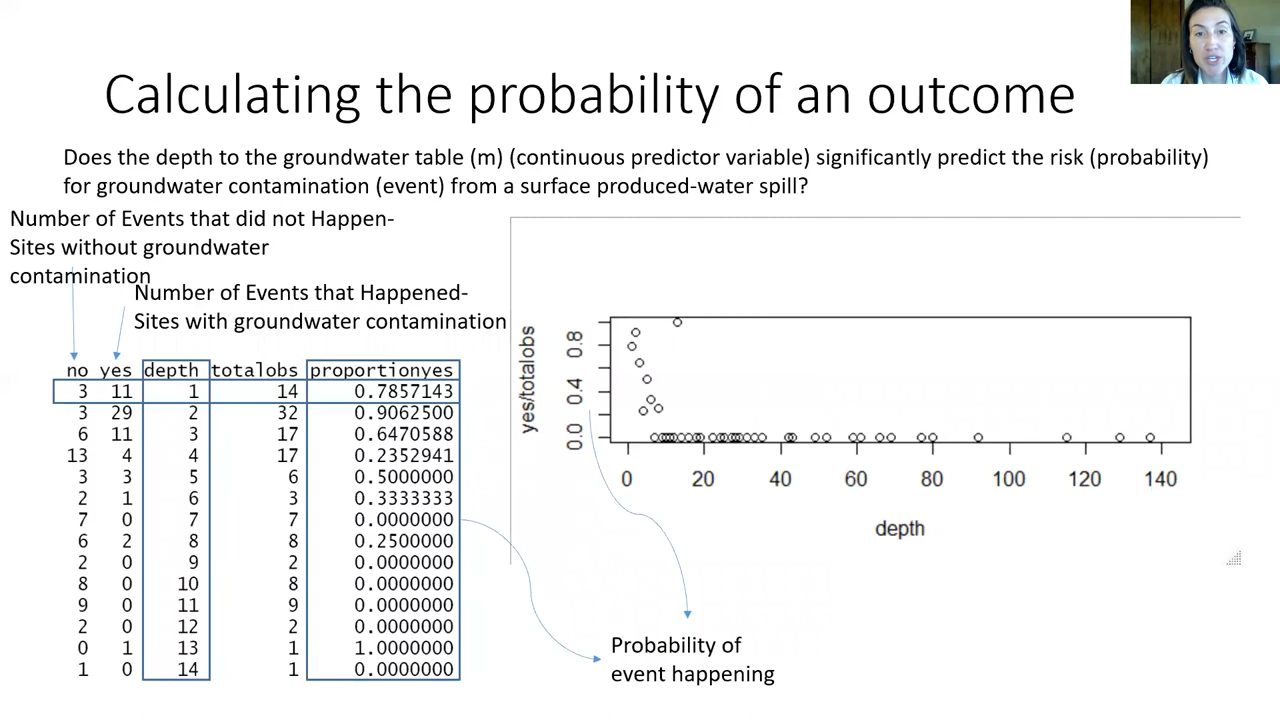 Calculating the probability of an outcome
Does the depth to the groundwater table (m) (continuous predictor variable) significantly predict the risk (probability)
for groundwater contamination (event) from a surface produced-water spill?
Number of Events that did not Happen-
Sites without groundwater
contamination
Number of Events that Happened-
Sites with groundwater contamination
no yes depth totalobs proportionyes
3 11 1 14 0.7857143
3 29 2 32 0.9062500
6 11 3 17 0.6470588
13 4 4 17 0.2352941
3 3 5 6 0.5000000
2 1 6 3 0.3333333
7 0 7 7 0.0000000
6 2 8 8 0.2500000
2 0 9 2 0.0000000
8 0 10 8 0.0000000
9 0 11 9 0.0000000
2 0 12 2 0.0000000
0 1 13 1 1.0000000
1 0 14 1 0.0000000
yes/totalobs
0.8
0.4
0.0
0 20 40 60 80 100 120 140
depth
Probability of
event happening